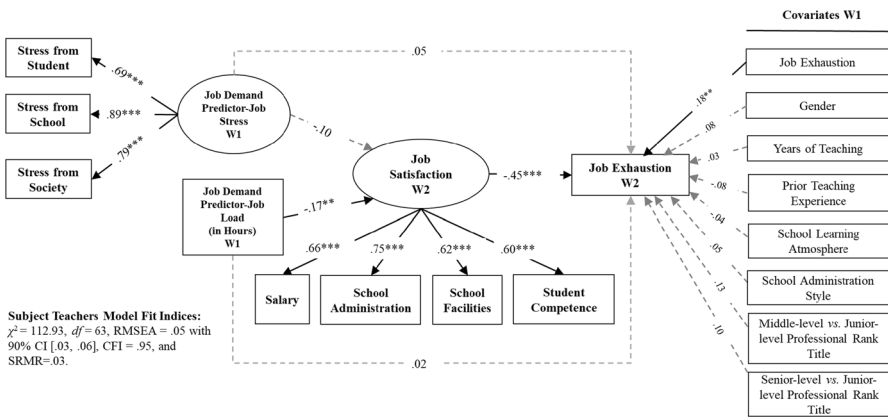 Covariates W1
Stress from
Student
Stress from
School
Stress from
Society
.69***
.89***
.79***
Job Demand
Predictor-Job
Stress
W1
Job Demand
Predictor-Job
Load
(in Hours)
W1
.05
-.10
-.17**
Job
Satisfaction
W2
-.45***
Job Exhaustion
W2
.66***
.75***
.62***
.60***
Salary
School
Administration
School
Facilities
Student
Competence
.02
.18**
.08
.03
-.08
-.04
.05
.13
.10
Job Exhaustion
Gender
Years of Teaching
Prior Teaching
Experience
School Learning
Atmosphere
School Administration
Style
Middle-level vs. Junior-
level Professional Rank
Title
Senior-level vs. Junior-
level Professional Rank
Title
Subject Teachers Model Fit Indices:
χ² = 112.93, df = 63, RMSEA = .05 with
90% CI [.03, .06], CFI = .95, and
SRMR=.03.